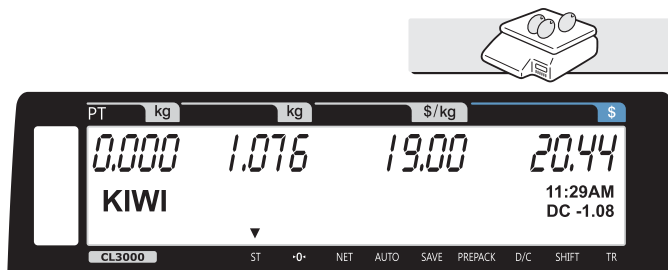 PT kg kg $/kg $
0.000 1.076 19.00 20.44
KIWI
11:29AM
DC -1.08
CL3000 ST ·0· NET AUTO SAVE PREPACK D/C SHIFT TR